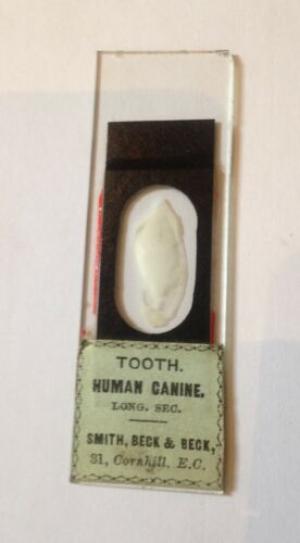 TOOTH.
HUMAN CANINE.
LONG. SEC.
SMITH, BECK & BECK,
31, Cornhill, E.C.